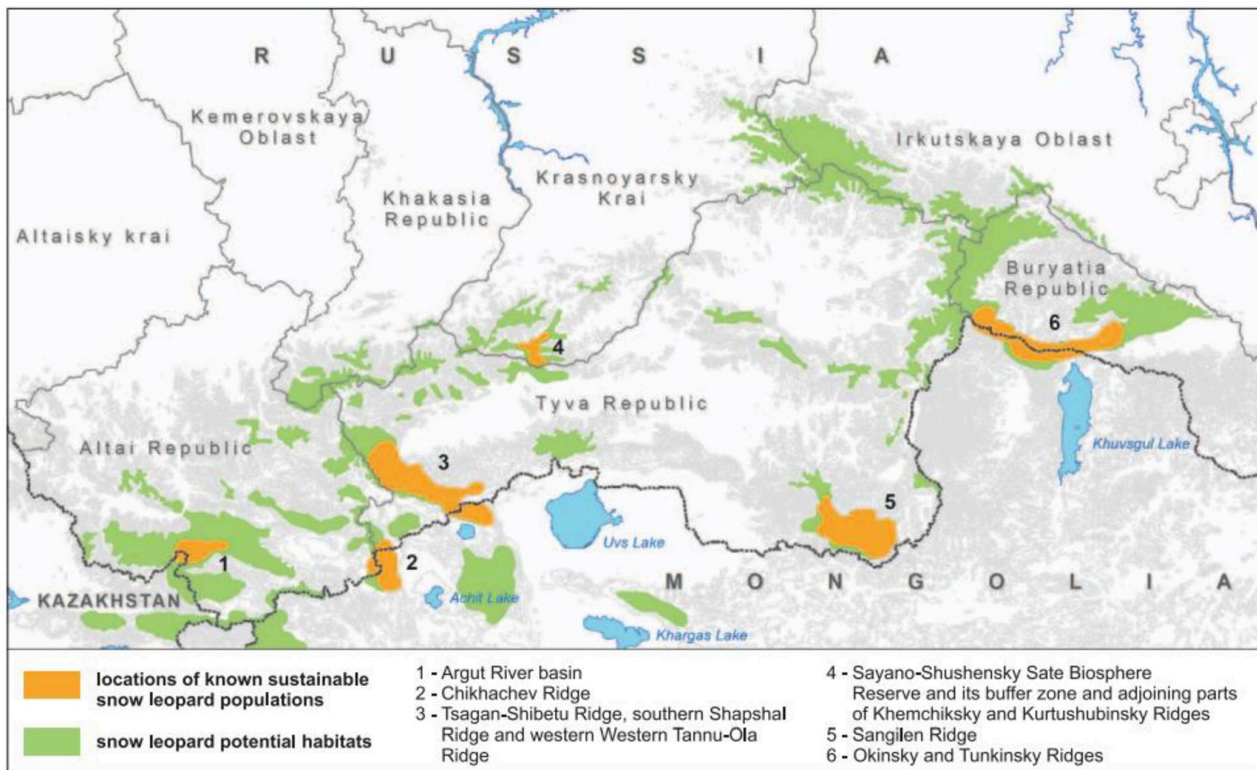 R U S S I A
Kemerovskaya
Oblast
Irkutskaya Oblast
Krasnoyarsky
Krai
Khakasia
Republic
Altaisky krai
Buryatia
Republic
6
4
Tyva Republic
Altai Republic
Khuvsgul Lake
3
5
Uvs Lake
1
2
M O N G O L I A
KAZAKHSTAN
Achit Lake
Khargas Lake
locations of known sustainable
snow leopard populations
snow leopard potential habitats
1 - Argut River basin
2 - Chikhachev Ridge
3 - Tsagan-Shibetu Ridge, southern Shapshal
Ridge and western Western Tannu-Ola
Ridge
4 - Sayano-Shushensky Sate Biosphere
Reserve and its buffer zone and adjoining parts
of Khemchiksky and Kurtushubinsky Ridges
5 - Sangilen Ridge
6 - Okinsky and Tunkinsky Ridges